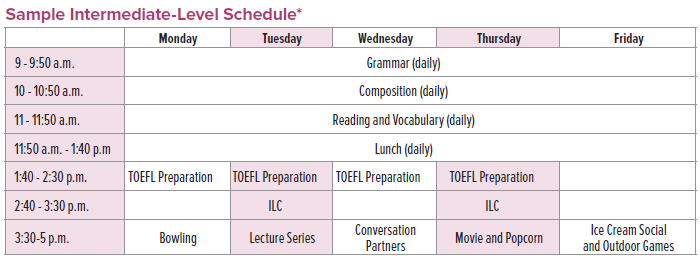 Sample Intermediate-Level Schedule*
Monday Tuesday Wednesday Thursday Friday
9 - 9:50 a.m. Grammar (daily)
10 - 10:50 a.m. Composition (daily)
11 - 11:50 a.m. Reading and Vocabulary (daily)
11:50 a.m. - 1:40 p.m Lunch (daily)
1:40 - 2:30 p.m. TOEFL Preparation TOEFL Preparation TOEFL Preparation TOEFL Preparation
2:40 - 3:30 p.m. ILC ILC
3:30-5 p.m. Bowling Lecture Series Conversation Partners Movie and Popcorn Ice Cream Social and Outdoor Games